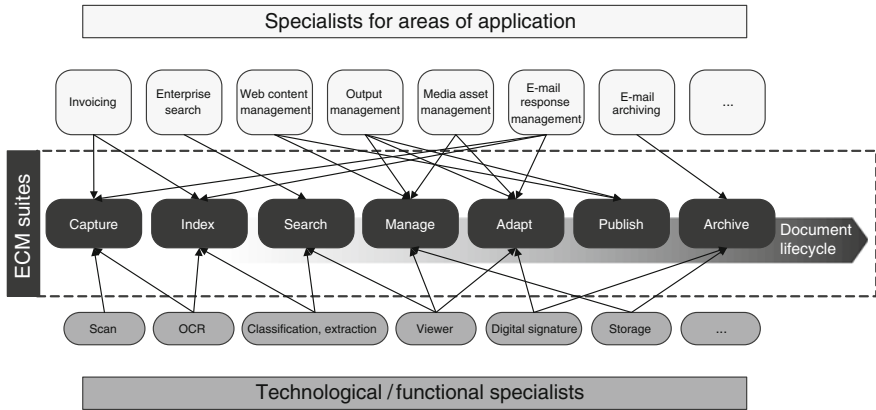 Specialists for areas of application
Invoicing
Enterprise
search
Web content
management
Output
management
Media asset
management
E-mail
response
management
E-mail
archiving
...
ECM suites
Capture
Index
Search
Manage
Adapt
Publish
Archive
Document
lifecycle
Scan
OCR
Classification, extraction
Viewer
Digital signature
Storage
...
Technological / functional specialists